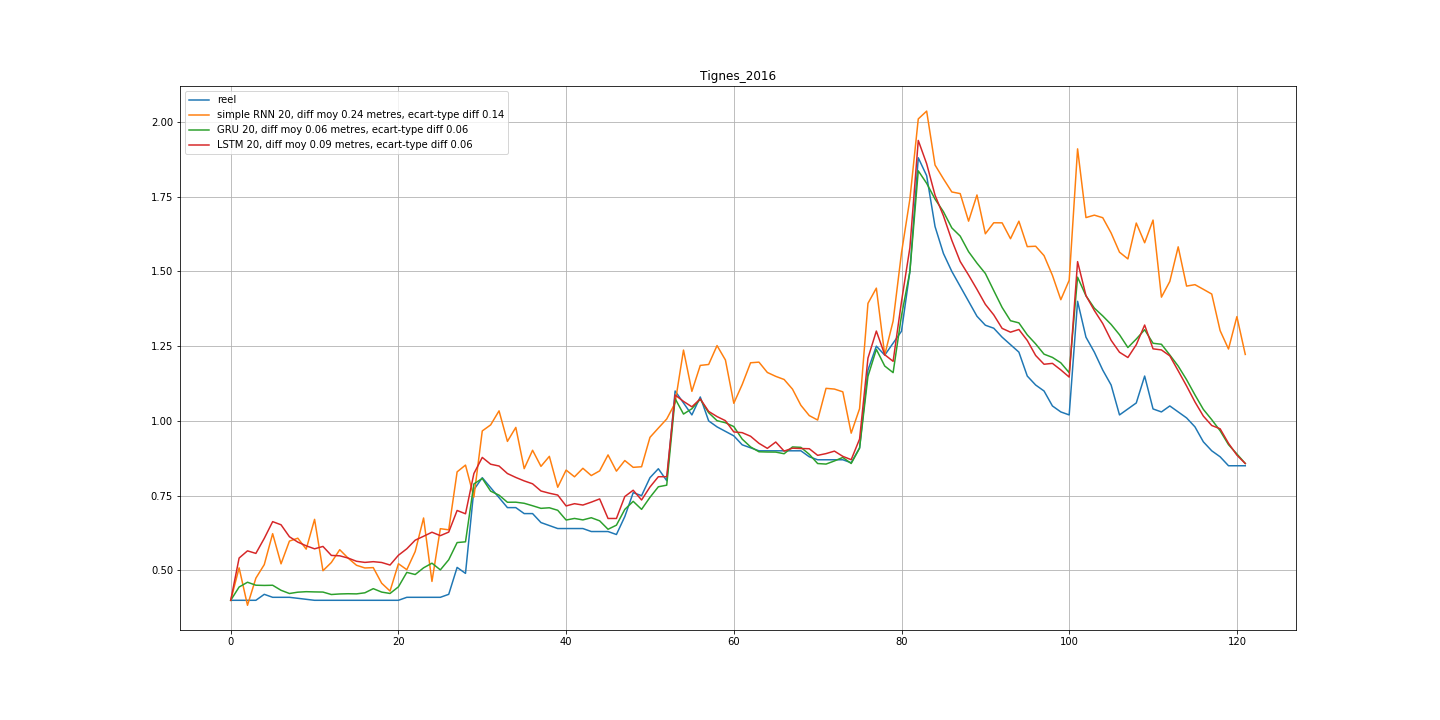 Tignes_2016
reel
simple RNN 20, diff moy 0.24 metres, ecart-type diff 0.14
GRU 20, diff moy 0.06 metres, ecart-type diff 0.06
LSTM 20, diff moy 0.09 metres, ecart-type diff 0.06
2.00
1.75
1.50
1.25
1.00
0.75
0.50
0 20 40 60 80 100 120